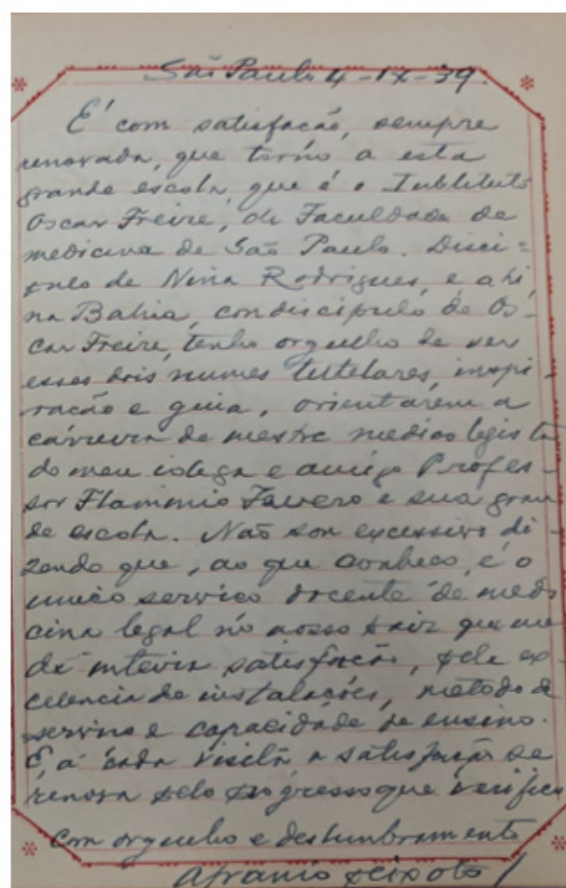 São Paulo 4-IX-39.
É com satisfação, sempre
renovada, que torno a esta
grande escola, que é o Instituto
Oscar Freire, da Faculdade de
medicina de São Paulo. Disci-
pulo de Nina Rodrigues, e ahi,
na Bahia, condiscipulo de Os-
car Freire, tenho orgulho de ver
esses dois numes tutelares, inspi-
ração e guia, orientarem a
carreira de mestre medico legista
do meu colega e amigo Profes-
sor Flaminio Favero e sua gran
de escola. Não sou excessivo di-
zendo que, ao que conheço, é o
unico serviço docente de medi
cina legal no nosso paiz que me
dá inteira satisfação, pela ex-
celencia de instalações, metodo de
serviço e capacidade de ensino.
E, a cada visita a satisfação se
renova pelo progresso que verifico
com orgulho e deslumbramento
Afranio Peixoto